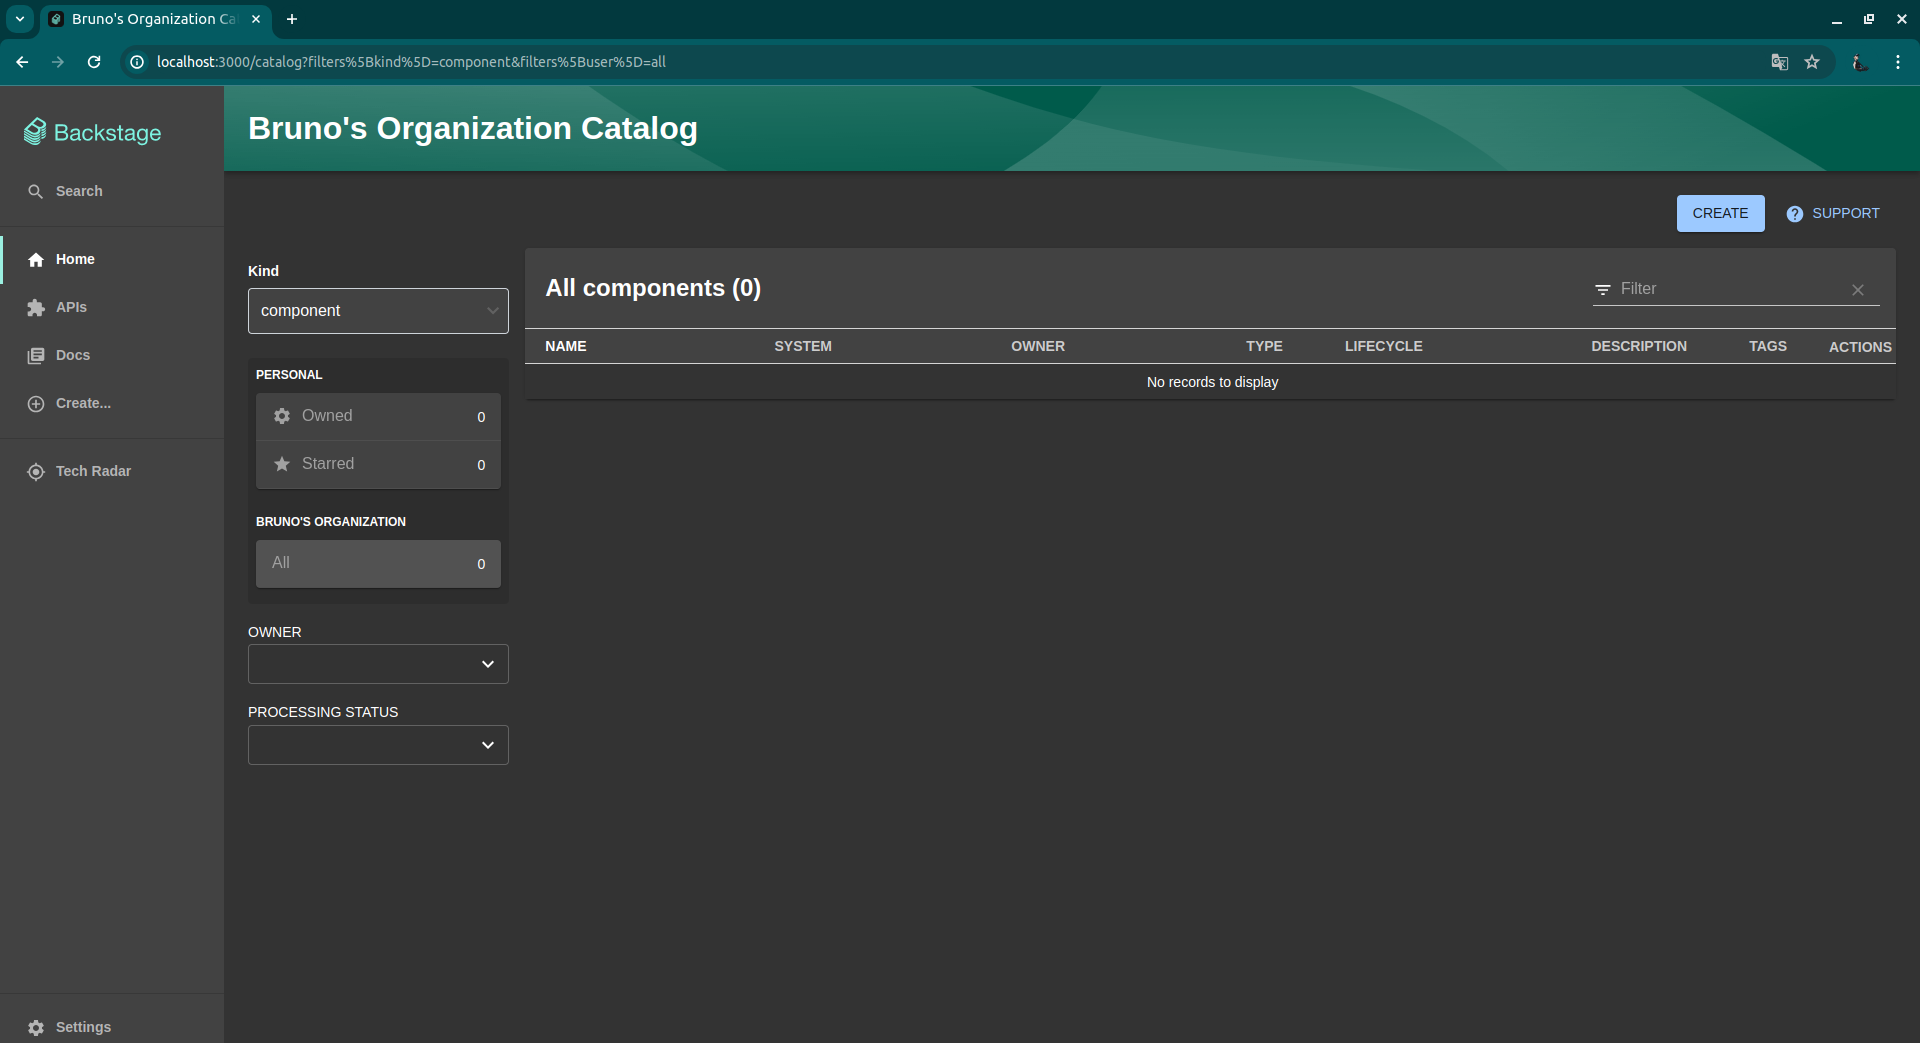 Bruno's Organization Ca
localhost:3000/catalog?filters%5Bkind%5D=component&filters%5Buser%5D=all
Backstage
Search
Home
APIs
Docs
Create...
Tech Radar
Settings
Bruno's Organization Catalog
CREATE
SUPPORT
Kind
component
PERSONAL
Owned 0
Starred 0
BRUNO'S ORGANIZATION
All 0
OWNER
PROCESSING STATUS
All components (0)
Filter
NAME SYSTEM OWNER TYPE LIFECYCLE DESCRIPTION TAGS ACTIONS
No records to display